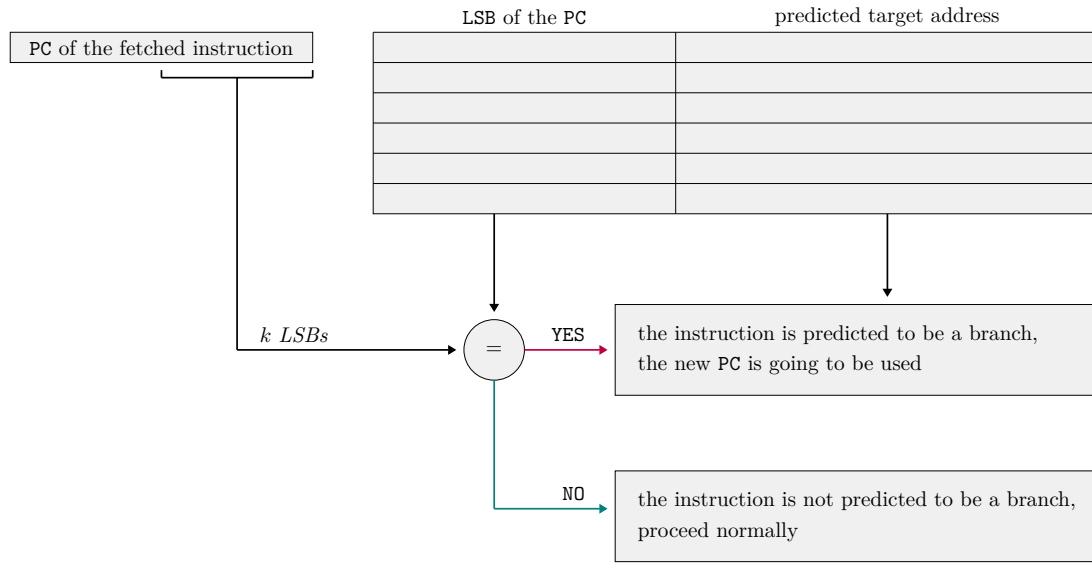 LSB of the PC
predicted target address
PC of the fetched instruction
k LSBs
=
YES
the instruction is predicted to be a branch,
the new PC is going to be used
NO
the instruction is not predicted to be a branch,
proceed normally